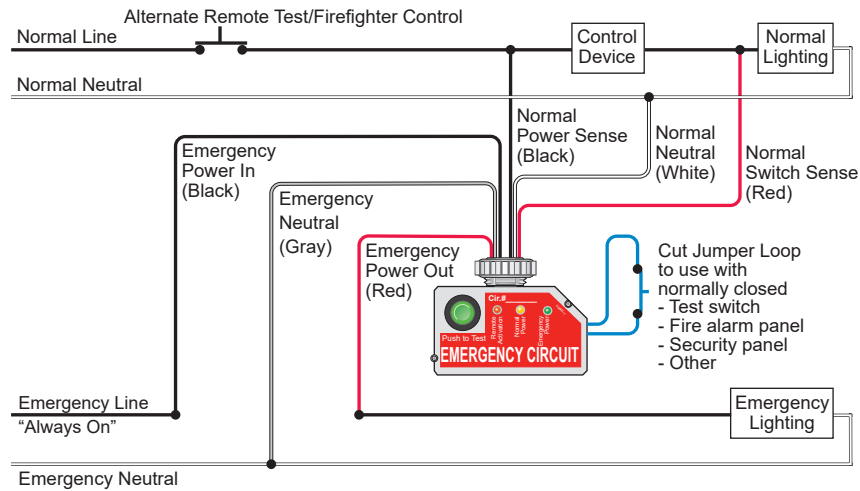 Alternate Remote Test/Firefighter Control
Normal Line
Control
Device
Normal
Lighting
Normal Neutral
Normal
Power Sense
(Black)
Normal
Neutral
(White)
Normal
Switch Sense
(Red)
Emergency
Power In
(Black)
Emergency
Neutral
(Gray)
Emergency
Power Out
(Red)
Cut Jumper Loop
to use with
normally closed
- Test switch
- Fire alarm panel
- Security panel
- Other
Cir.#
Remote
Activation
Normal
Power
Emergency
Power
Push to Test
EMERGENCY CIRCUIT
Emergency Line
“Always On”
Emergency
Lighting
Emergency Neutral